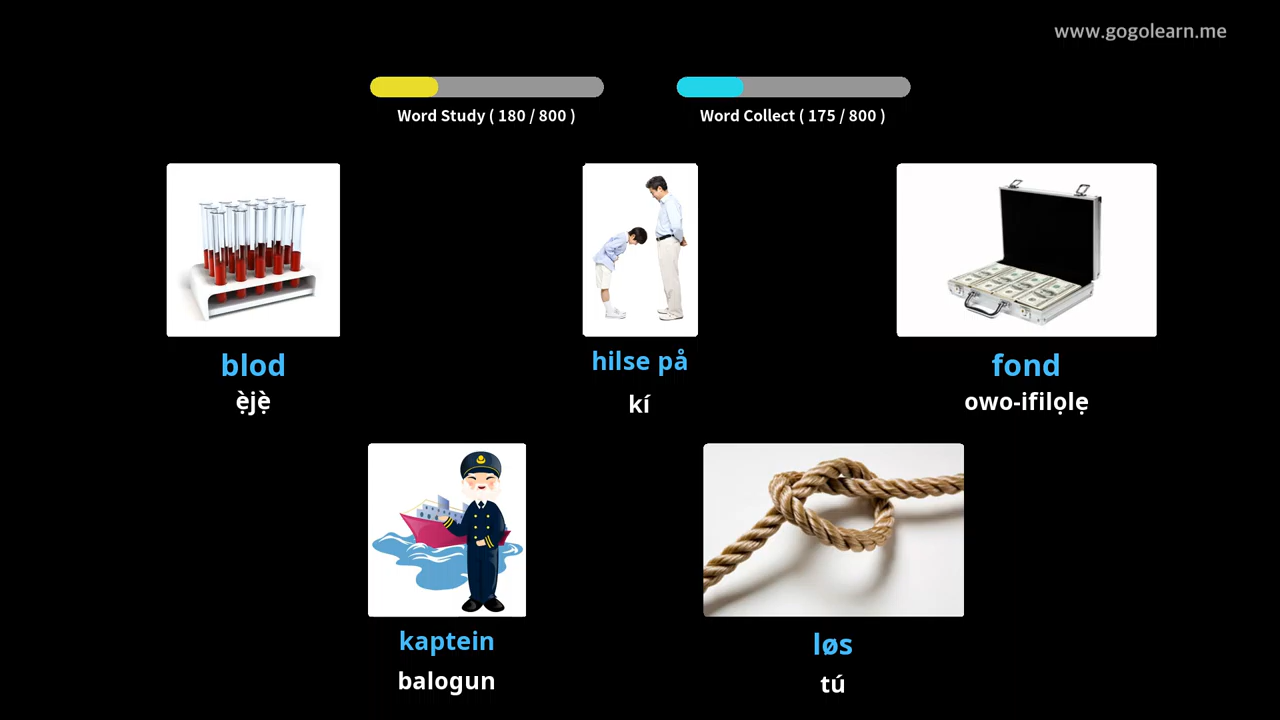 www.gogolearn.me
Word Study ( 180 / 800 )
Word Collect ( 175 / 800 )
blod
ẹ̀jẹ̀
hilse på
kí
fond
owo-ifilọlẹ
kaptein
balogun
løs
tú